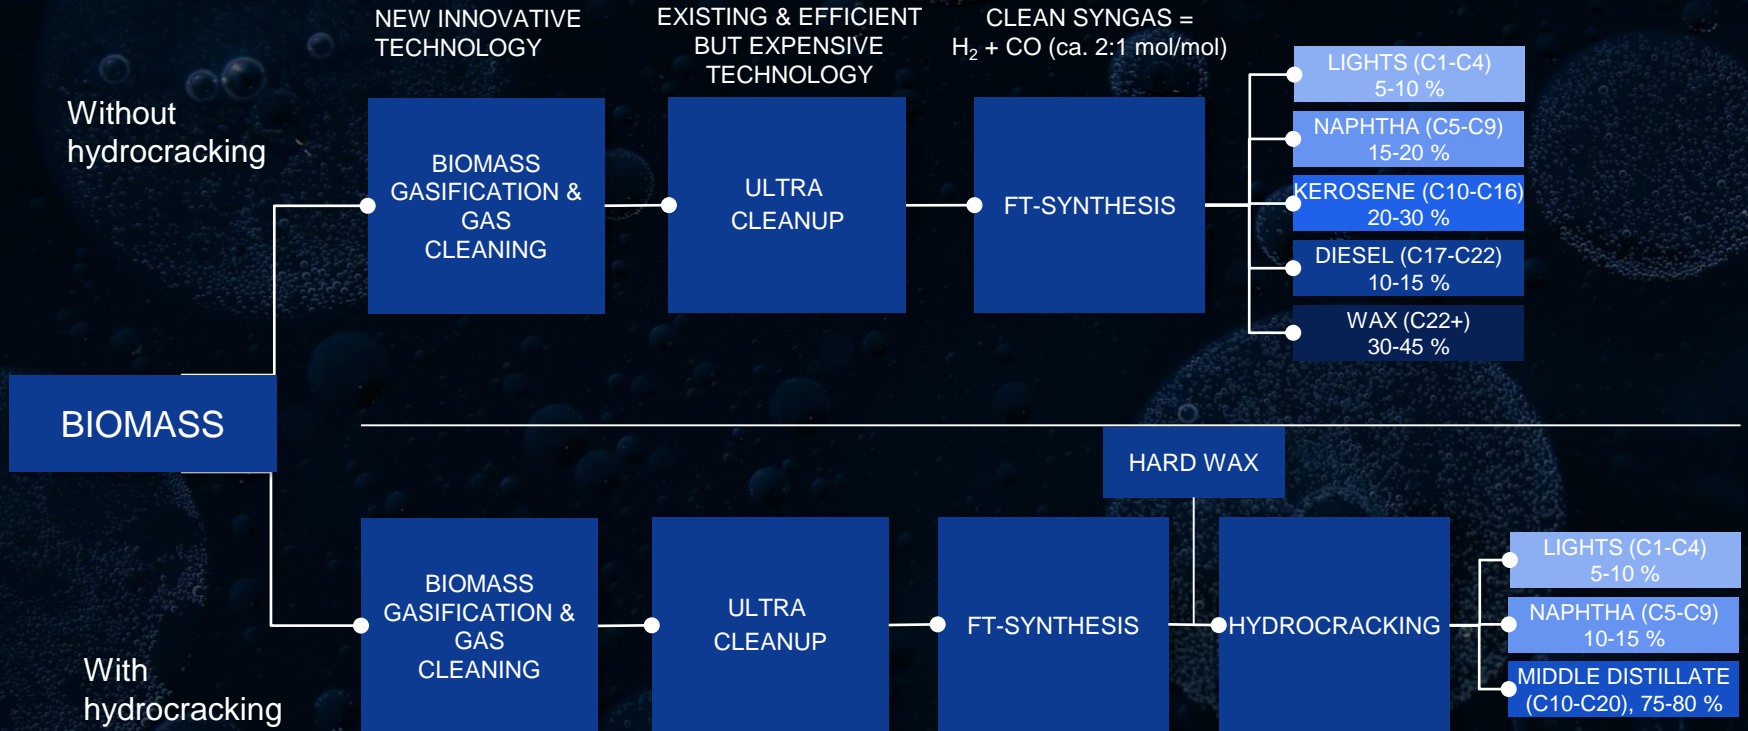 NEW INNOVATIVE
TECHNOLOGY
EXISTING & EFFICIENT
BUT EXPENSIVE
TECHNOLOGY
CLEAN SYNGAS =
H₂ + CO (ca. 2:1 mol/mol)
Without
hydrocracking
BIOMASS
GASIFICATION &
GAS
CLEANING
ULTRA
CLEANUP
FT-SYNTHESIS
LIGHTS (C1-C4)
5-10 %
NAPHTHA (C5-C9)
15-20 %
KEROSENE (C10-C16)
20-30 %
DIESEL (C17-C22)
10-15 %
WAX (C22+)
30-45 %
BIOMASS
HARD WAX
With
hydrocracking
BIOMASS
GASIFICATION &
GAS
CLEANING
ULTRA
CLEANUP
FT-SYNTHESIS
HYDROCRACKING
LIGHTS (C1-C4)
5-10 %
NAPHTHA (C5-C9)
10-15 %
MIDDLE DISTILLATE
(C10-C20), 75-80 %